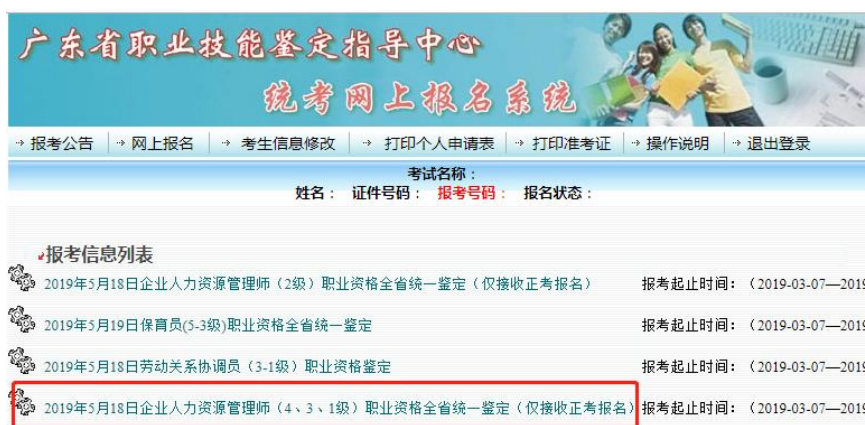 广东省职业技能鉴定指导中心
统考网上报名系统
报考公告 网上报名 考生信息修改 打印个人申请表 打印准考证 操作说明 退出登录
考试名称：
姓名： 证件号码： 报考号码： 报名状态：
报考信息列表
2019年5月18日企业人力资源管理师（2级）职业资格全省统一鉴定（仅接收正考报名） 报考起止时间：（2019-03-07—2019
2019年5月19日保育员(5-3级)职业资格全省统一鉴定 报考起止时间：（2019-03-07—2019
2019年5月18日劳动关系协调员（3-1级）职业资格鉴定 报考起止时间：（2019-03-07—2019
2019年5月18日企业人力资源管理师（4、3、1级）职业资格全省统一鉴定（仅接收正考报名） 报考起止时间：（2019-03-07—2019